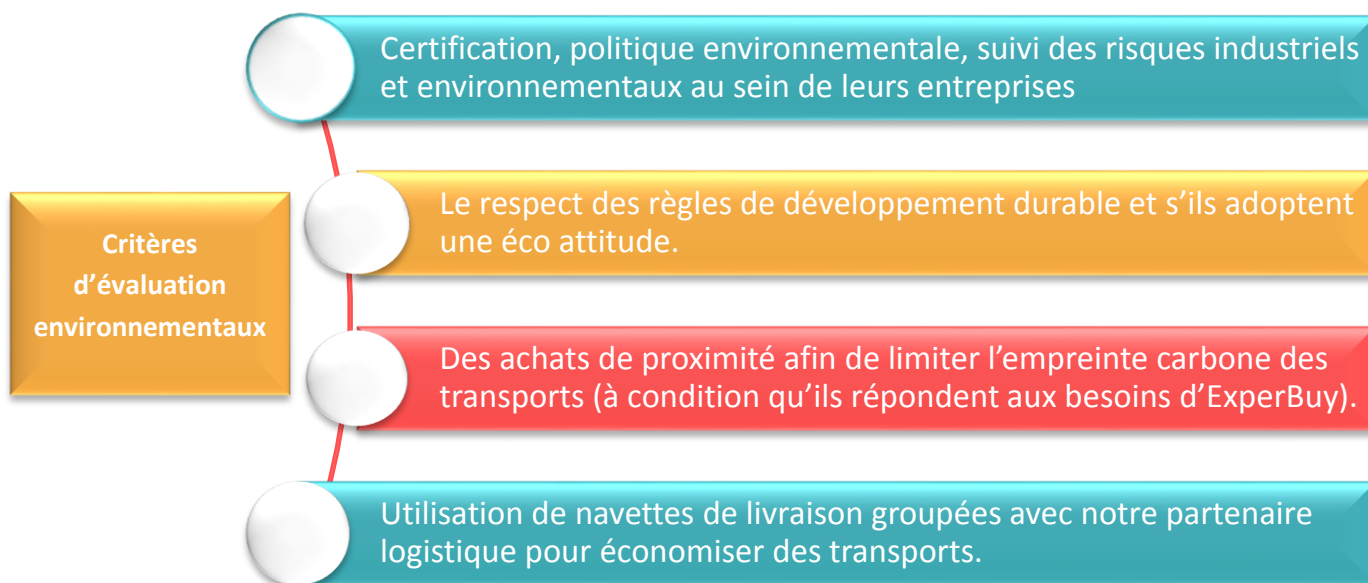 Certification, politique environnementale, suivi des risques industriels
et environnementaux au sein de leurs entreprises
Le respect des règles de développement durable et s’ils adoptent
une éco attitude.
Critères
d’évaluation
environnementaux
Des achats de proximité afin de limiter l’empreinte carbone des
transports (à condition qu’ils répondent aux besoins d’ExperBuy).
Utilisation de navettes de livraison groupées avec notre partenaire
logistique pour économiser des transports.